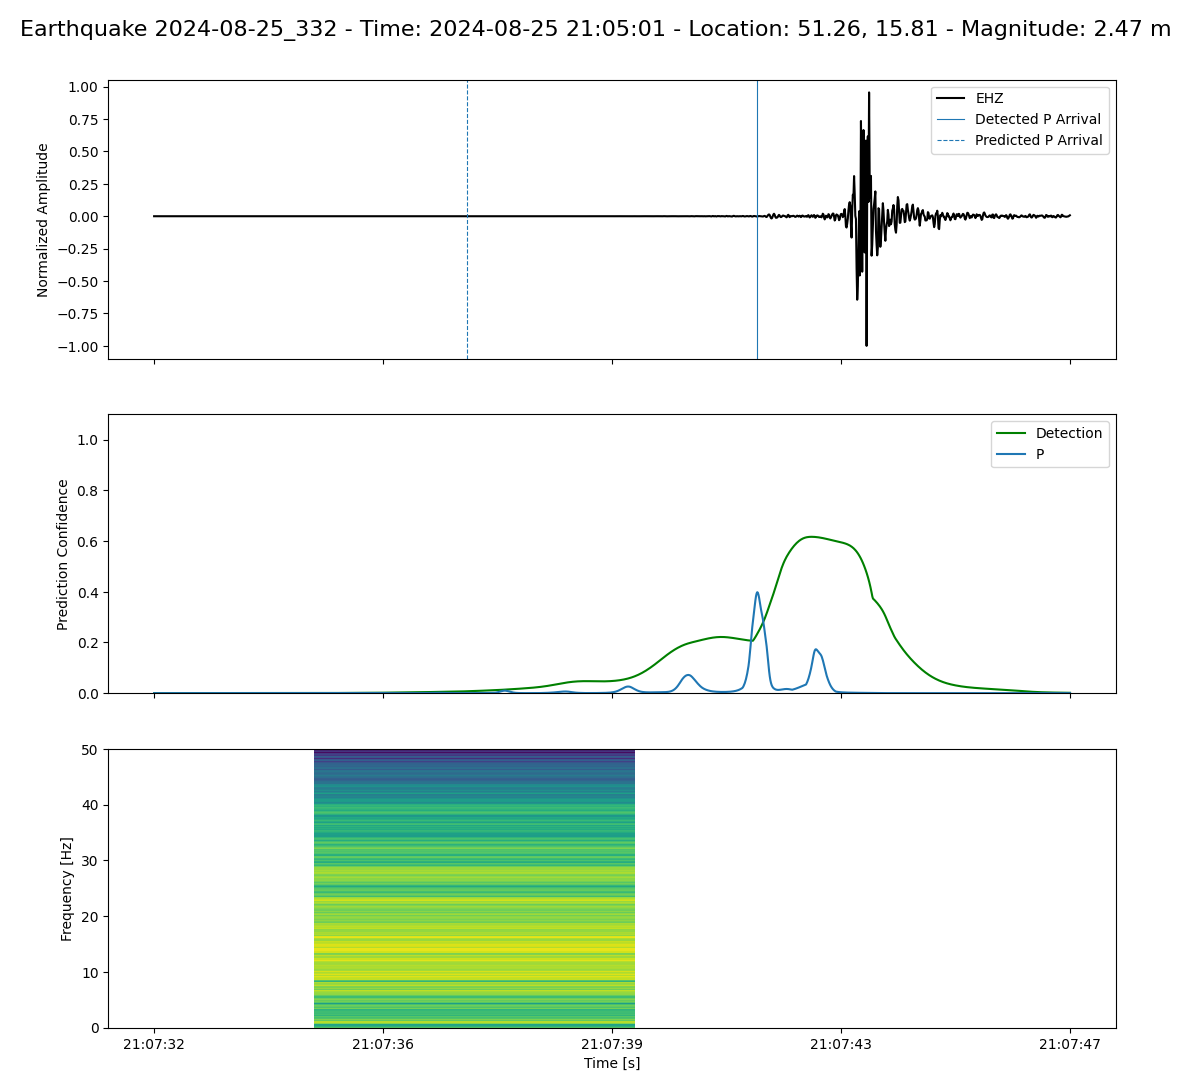 Earthquake 2024-08-25_332 - Time: 2024-08-25 21:05:01 - Location: 51.26, 15.81 - Magnitude: 2.47 m
1.00
0.75
0.50
0.25
0.00
−0.25
−0.50
−0.75
−1.00
Normalized Amplitude
EHZ
Detected P Arrival
Predicted P Arrival
1.0
0.8
0.6
0.4
0.2
0.0
Prediction Confidence
Detection
P
50
40
30
20
10
0
Frequency [Hz]
21:07:32
21:07:36
21:07:39
21:07:43
21:07:47
Time [s]